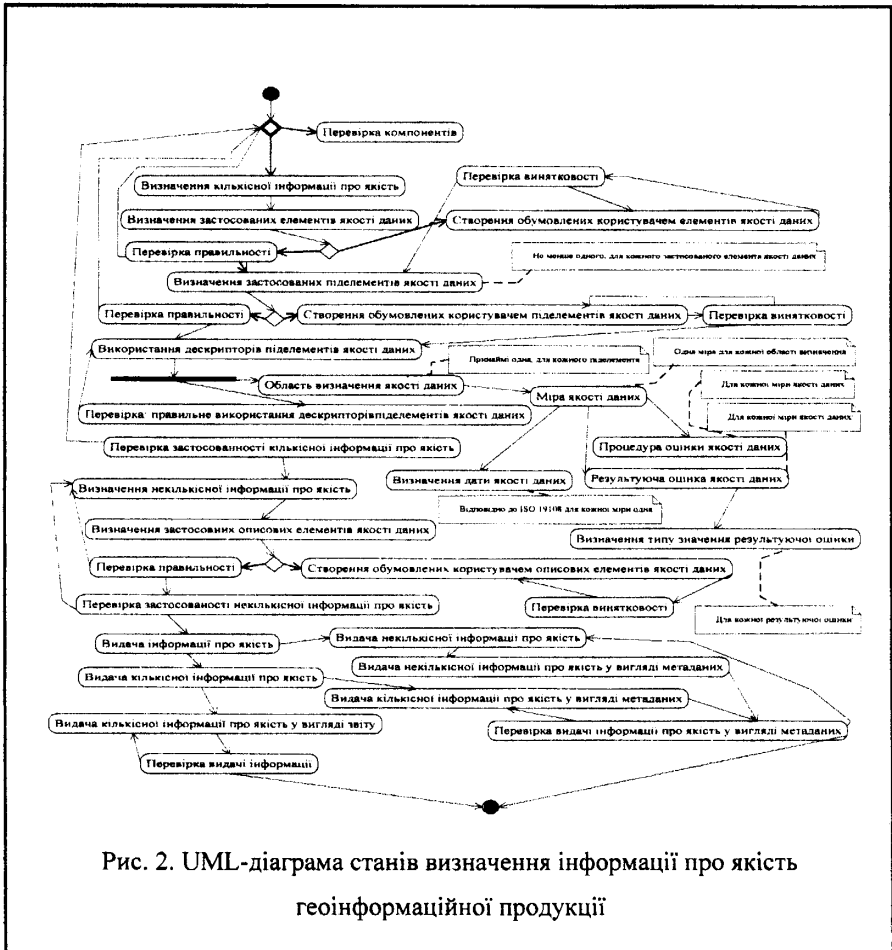 Перевірка компонентів
Перевірка винятковості
Визначення кількісної інформації про якість
Визначення застосованих елементів якості даних
Створення обумовлених користувачем елементів якості даних
Перевірка правильності
Не менше одного, для кожного застосованого елемента якості даних
Визначення застосованих піделементів якості даних
Перевірка правильності
Створення обумовлених користувачем піделементів якості даних
Перевірка винятковості
Використання дескрипторів піделементів якості даних
Одна міра для кожної області визначення
Принаймі одна, для кожного піделемента
Область визначення якості даних
Для кожної міри якості даних
Міра якості даних
Перевірка: правильне використання дескрипторівпіделементів якості даних
Для кожної міри якості даних
Перевірка застосованності кількісної інформації про якість
Процедура оцінки якості даних
Визначення дати якості даних
Результуюча оцінка якості даних
Визначення некількісної інформації про якість
Відповідно до ISO 19108 для кожної міри одна
Визначення застосовних описових елементів якості даних
Визначення типу значення результуючої оцінки
Перевірка правильності
Створення обумовлених користувачем описових елементів якості даних
Перевірка застосованості некількісної інформації про якість
Перевірка винятковості
Для кожної результуючої оцінки
Видача інформації про якість
Видача некількісної інформації про якість
Видача некількісної інформації про якість у вигляді метаданих
Видача кількісної інформації про якість
Видача кількісної інформації про якість у вигляді метаданих
Видача кількісної інформації про якість у вигляді звіту
Перевірка видачі інформації про якість у вигляді метаданих
Перевірка видачі інформації
Рис. 2. UML-діаграма станів визначення інформації про якість
геоінформаційної продукції